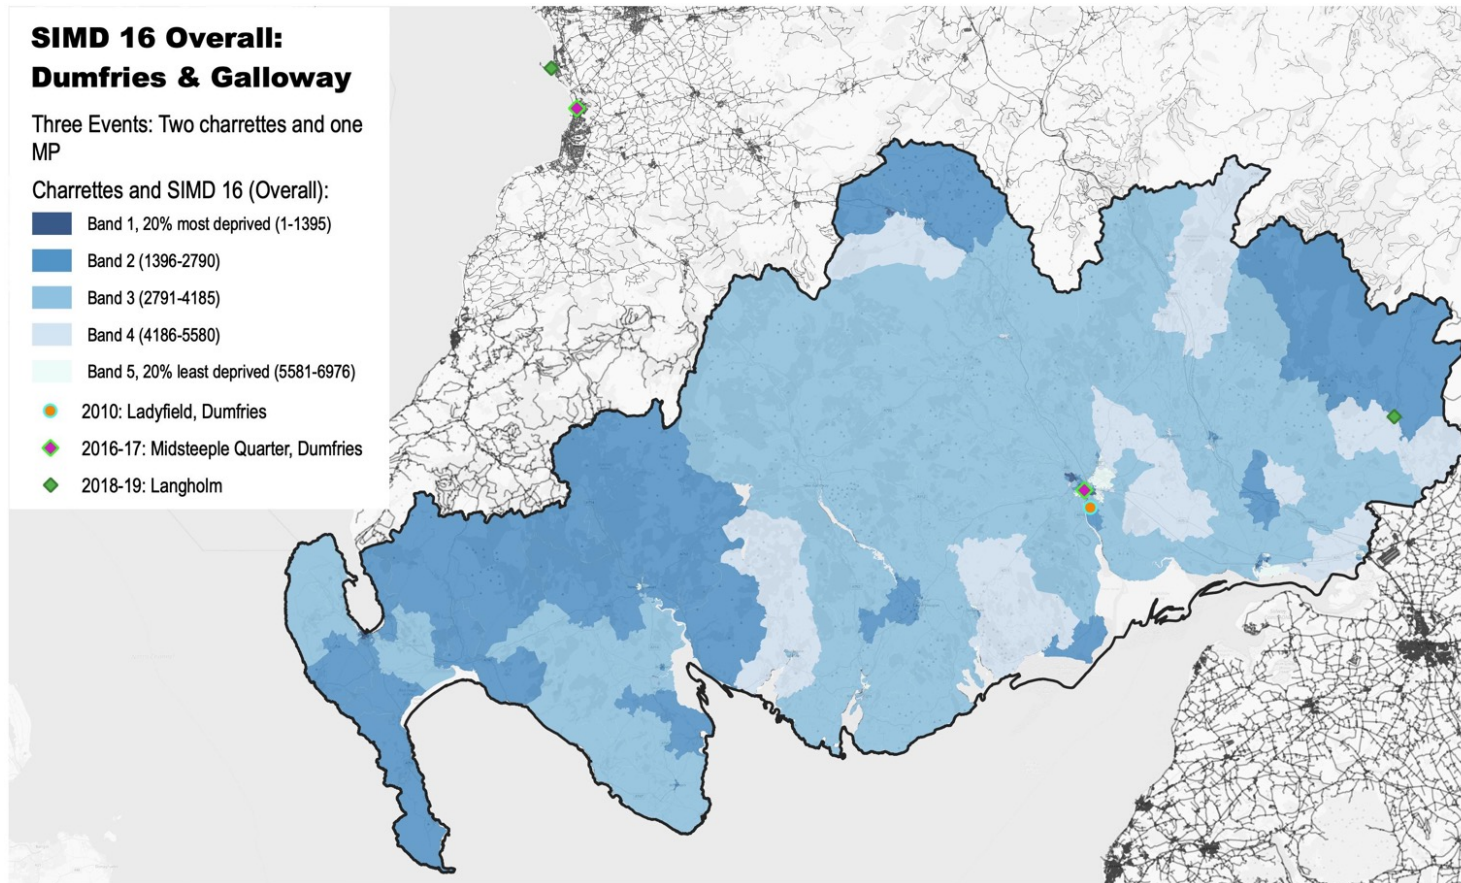 SIMD 16 Overall:
Dumfries & Galloway
Three Events: Two charrettes and one
MP
Charrettes and SIMD 16 (Overall):
Band 1, 20% most deprived (1-1395)
Band 2 (1396-2790)
Band 3 (2791-4185)
Band 4 (4186-5580)
Band 5, 20% least deprived (5581-6976)
2010: Ladyfield, Dumfries
2016-17: Midsteeple Quarter, Dumfries
2018-19: Langholm